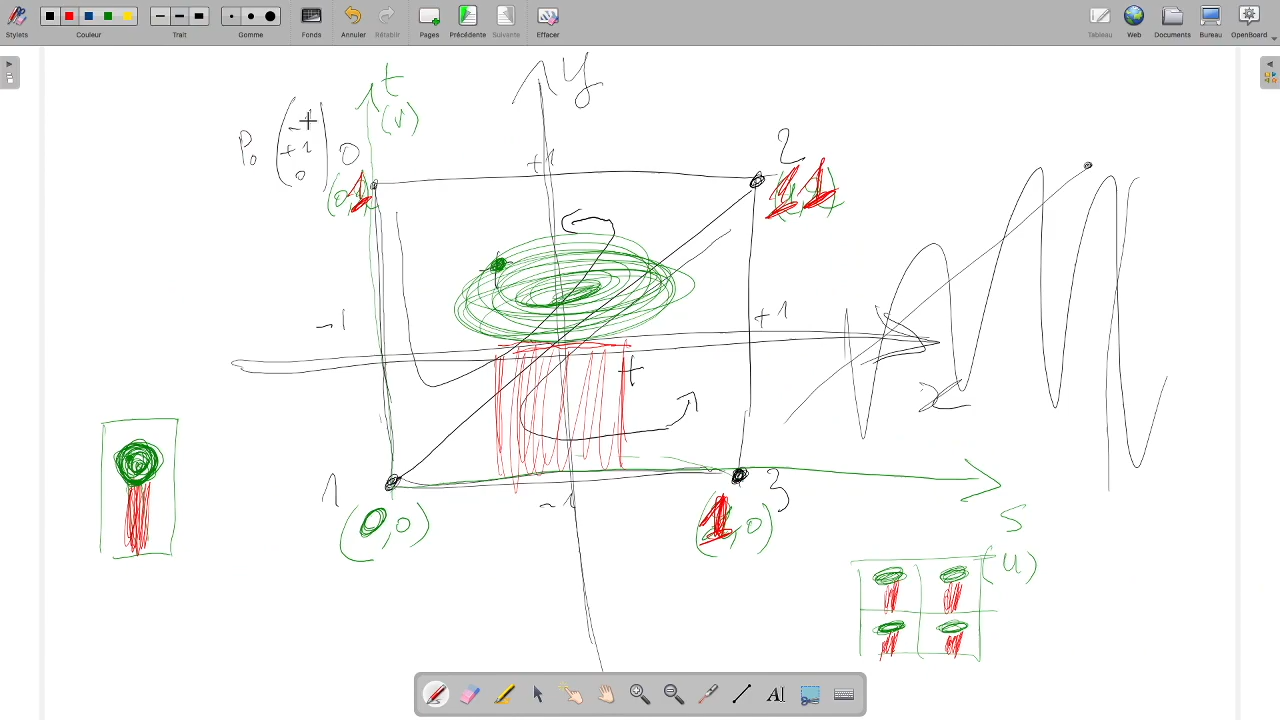 Stylets Couleur Trait Gomme Fonds Annuler Rétablir Pages Précédente Suivante Effacer Tableau Web Documents Bureau OpenBoard
t
(v)
y
P0
-1
+1
0
0
+1
2
-1
+1
t
x
1
-1
3
(0,0)
s
(u)